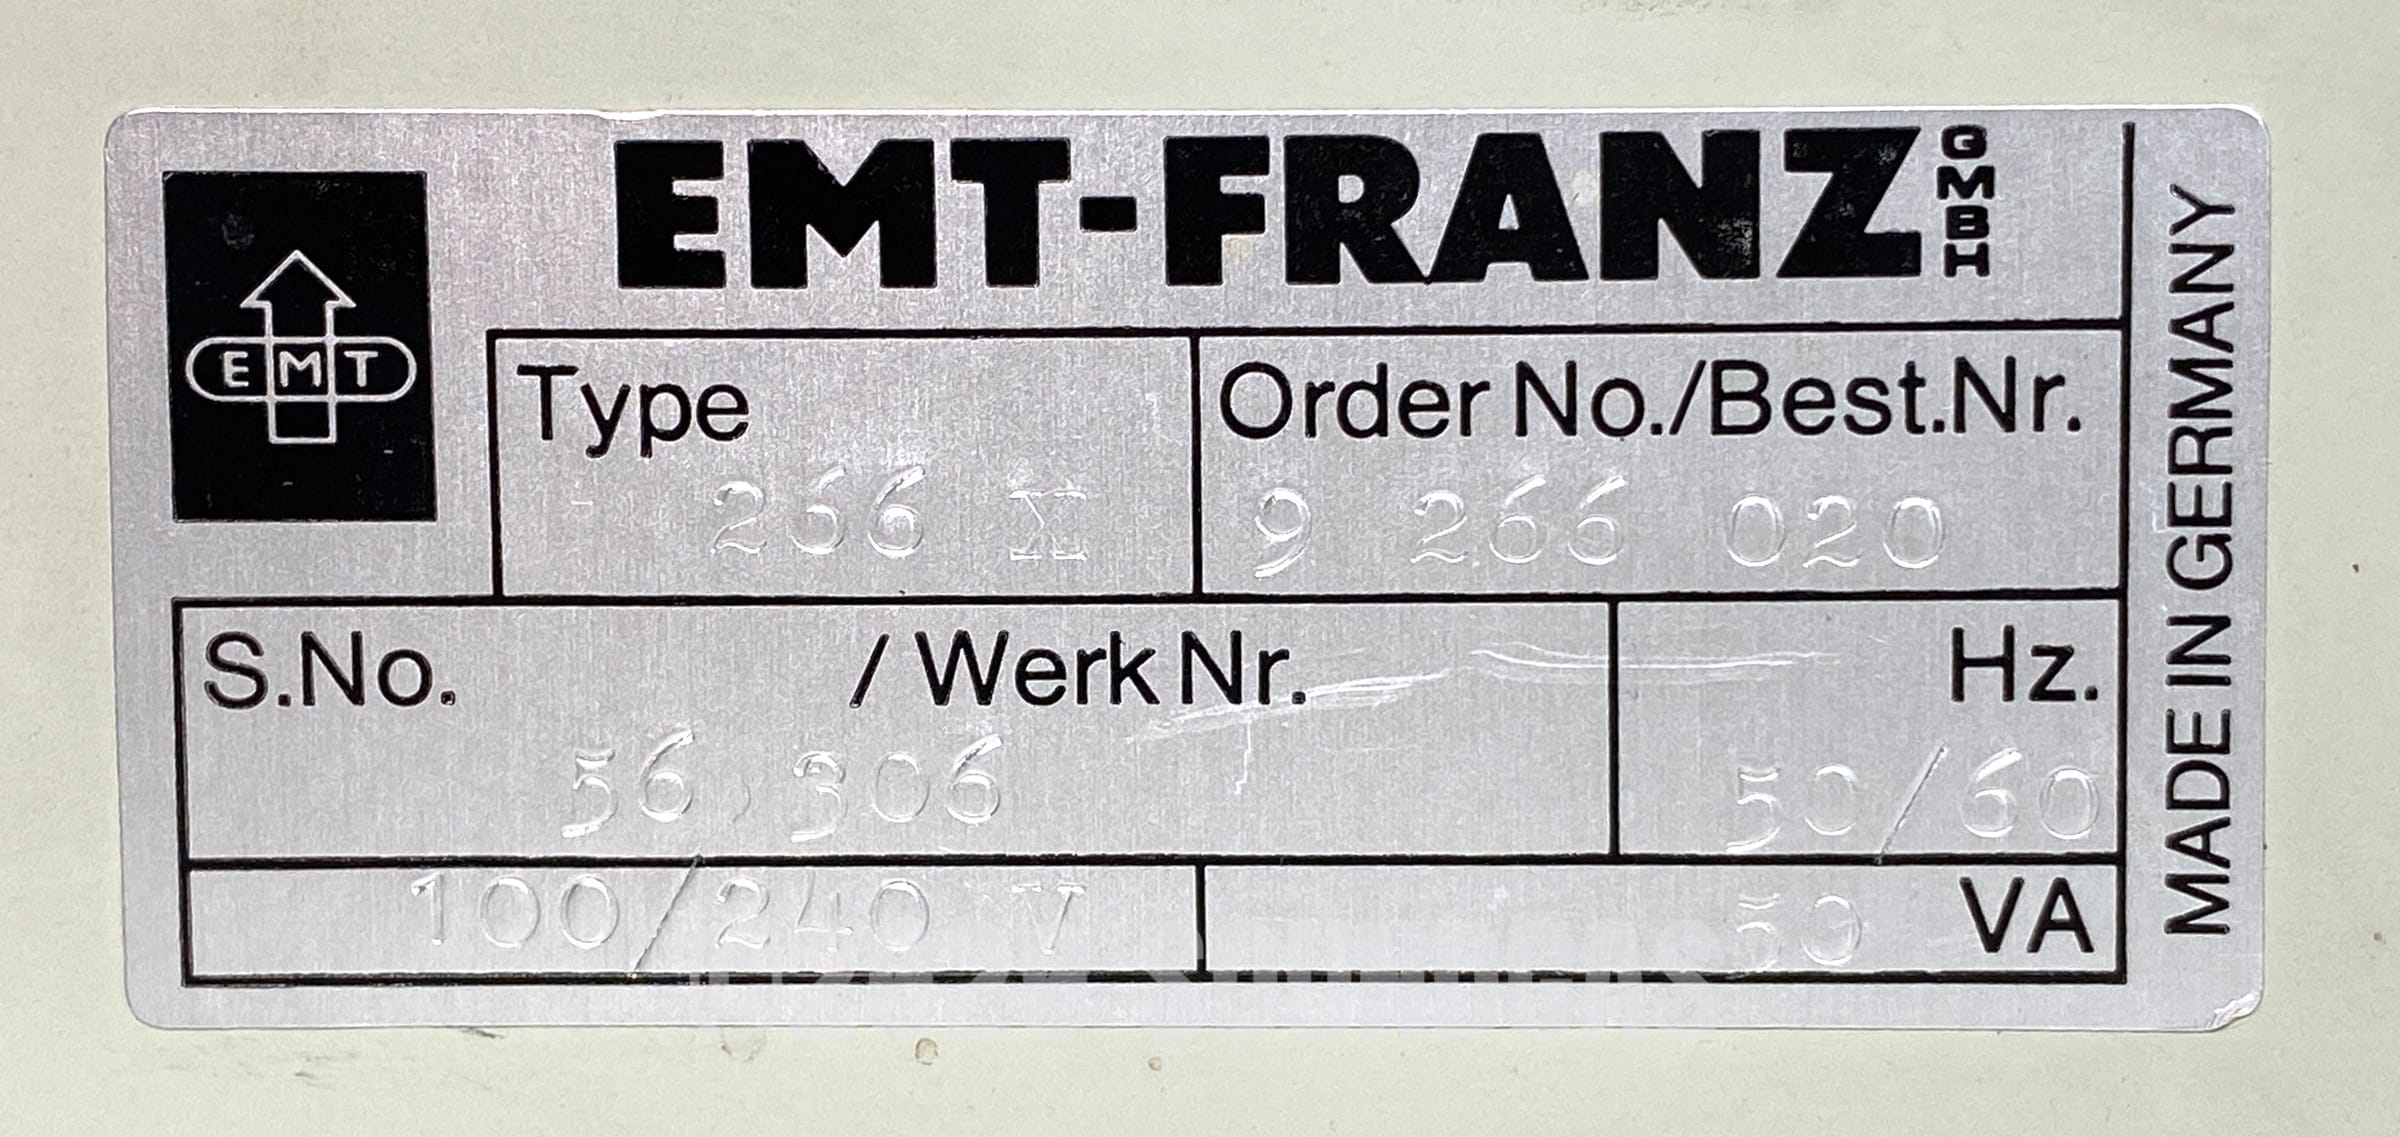 EMT-FRANZ GMBH
EMT
Type
Order No./Best.Nr.
266 X
9 266 020
S.No. / Werk Nr.
Hz.
56,306
50/60
100/240 V
50 VA
MADE IN GERMANY